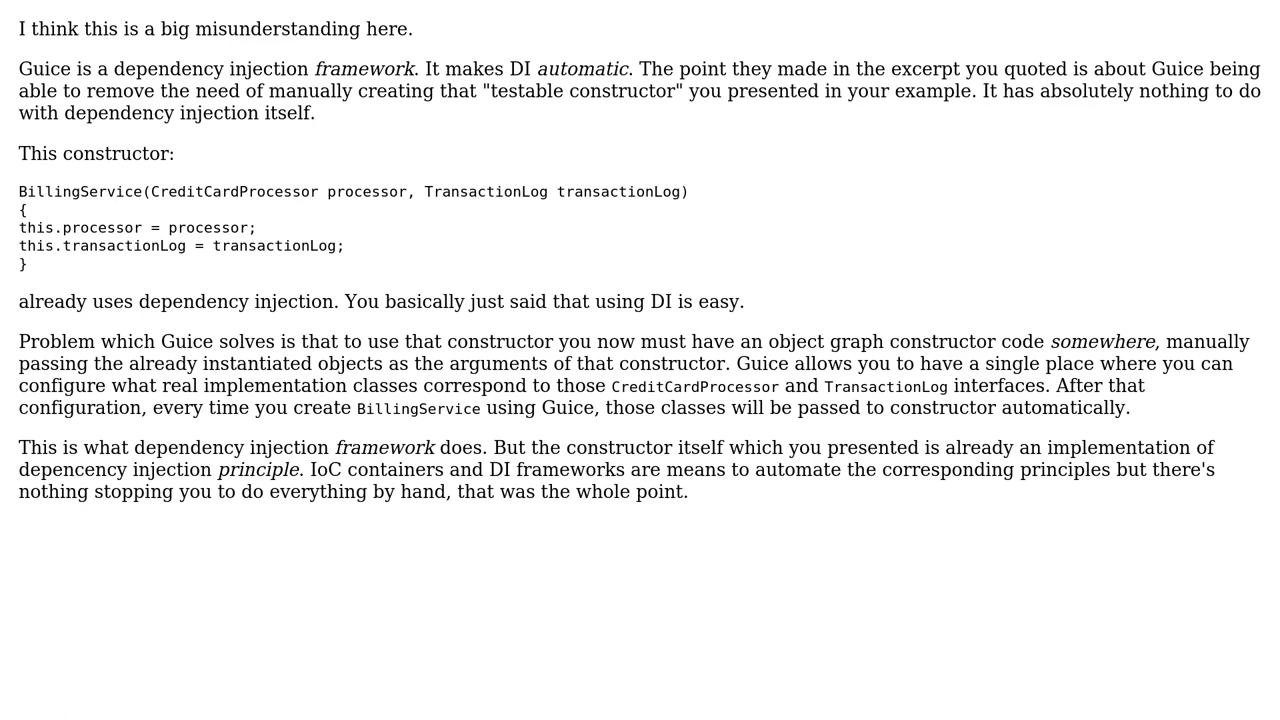 I think this is a big misunderstanding here.
Guice is a dependency injection framework. It makes DI automatic. The point they made in the excerpt you quoted is about Guice being
able to remove the need of manually creating that "testable constructor" you presented in your example. It has absolutely nothing to do
with dependency injection itself.
This constructor:
BillingService(CreditCardProcessor processor, TransactionLog transactionLog)
{
this.processor = processor;
this.transactionLog = transactionLog;
}
already uses dependency injection. You basically just said that using DI is easy.
Problem which Guice solves is that to use that constructor you now must have an object graph constructor code somewhere, manually
passing the already instantiated objects as the arguments of that constructor. Guice allows you to have a single place where you can
configure what real implementation classes correspond to those CreditCardProcessor and TransactionLog interfaces. After that
configuration, every time you create BillingService using Guice, those classes will be passed to constructor automatically.
This is what dependency injection framework does. But the constructor itself which you presented is already an implementation of
depencency injection principle. IoC containers and DI frameworks are means to automate the corresponding principles but there's
nothing stopping you to do everything by hand, that was the whole point.